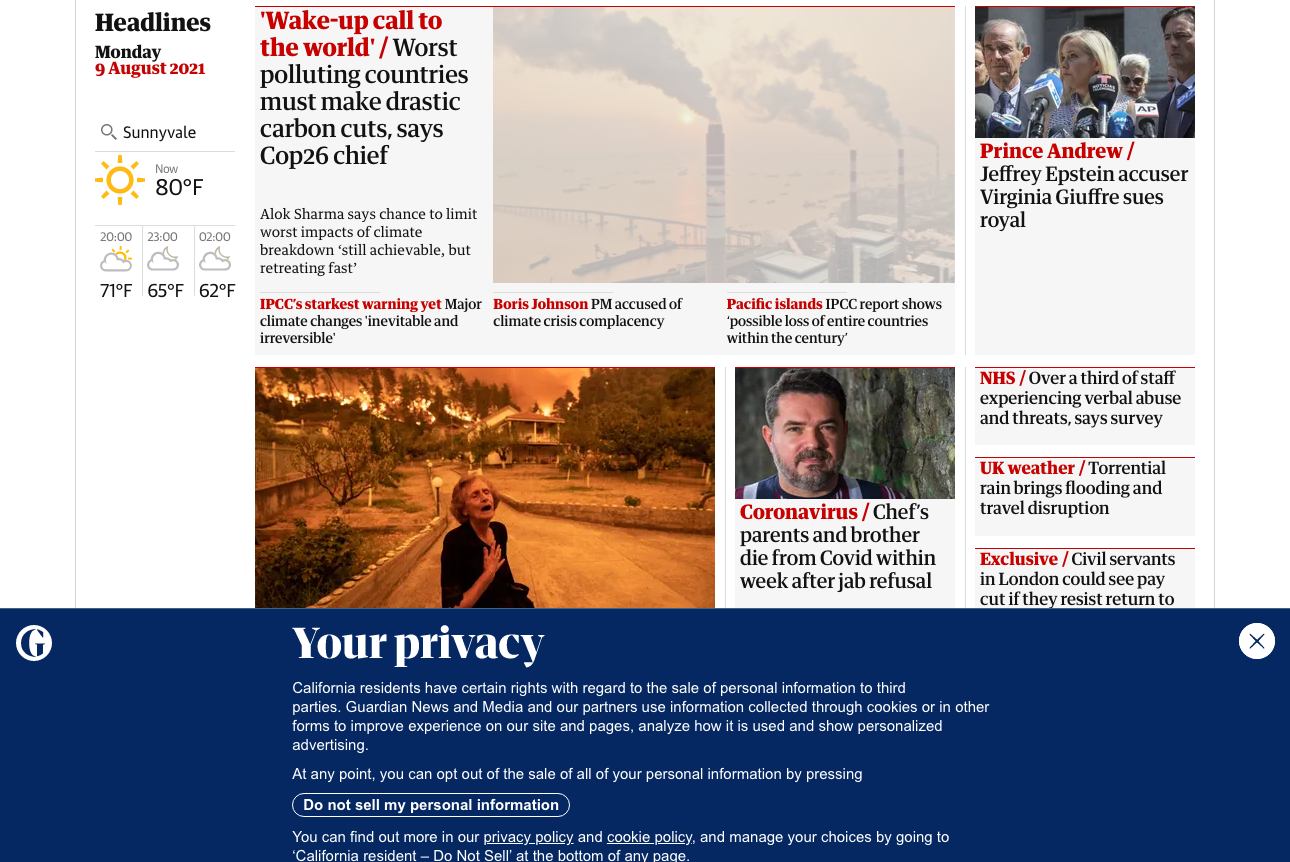 Headlines
Monday
9 August 2021
Sunnyvale
Now
80°F
20:00
23:00
02:00
71°F
65°F
62°F
'Wake-up call to
the world' / Worst
polluting countries
must make drastic
carbon cuts, says
Cop26 chief
Alok Sharma says chance to limit
worst impacts of climate
breakdown ‘still achievable, but
retreating fast’
IPCC’s starkest warning yet Major
climate changes 'inevitable and
irreversible'
Boris Johnson PM accused of
climate crisis complacency
Pacific islands IPCC report shows
‘possible loss of entire countries
within the century’
NOTICIAS
AP
Prince Andrew /
Jeffrey Epstein accuser
Virginia Giuffre sues
royal
Coronavirus / Chef’s
parents and brother
die from Covid within
week after jab refusal
NHS / Over a third of staff
experiencing verbal abuse
and threats, says survey
UK weather / Torrential
rain brings flooding and
travel disruption
Exclusive / Civil servants
in London could see pay
cut if they resist return to
G
Your privacy
California residents have certain rights with regard to the sale of personal information to third
parties. Guardian News and Media and our partners use information collected through cookies or in other
forms to improve experience on our site and pages, analyze how it is used and show personalized
advertising.
At any point, you can opt out of the sale of all of your personal information by pressing
Do not sell my personal information
You can find out more in our privacy policy and cookie policy, and manage your choices by going to
‘California resident – Do Not Sell’ at the bottom of any page.